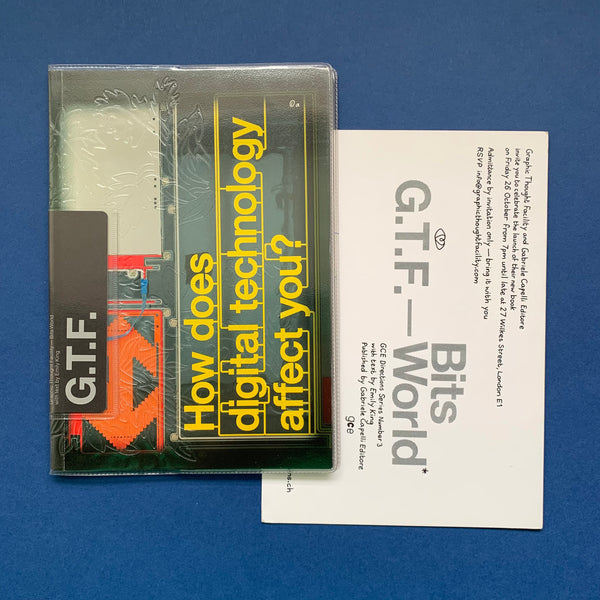 How does
digital technology
affect you?
G.T.F.
Graphic Thought Facility and Gabriele Capelli Editore
invite you to celebrate the launch of their new book
on Friday 26 October from 7pm until late at 27 Wilkes Street, London E1
Admittance by invitation only — bring it with you
RSVP info@graphicthoughtfacility.com
Bits
G.T.F.—World*
GCE Directions Series Number 3
with text by Emily King
Published by Gabriele Capelli Editore
gce